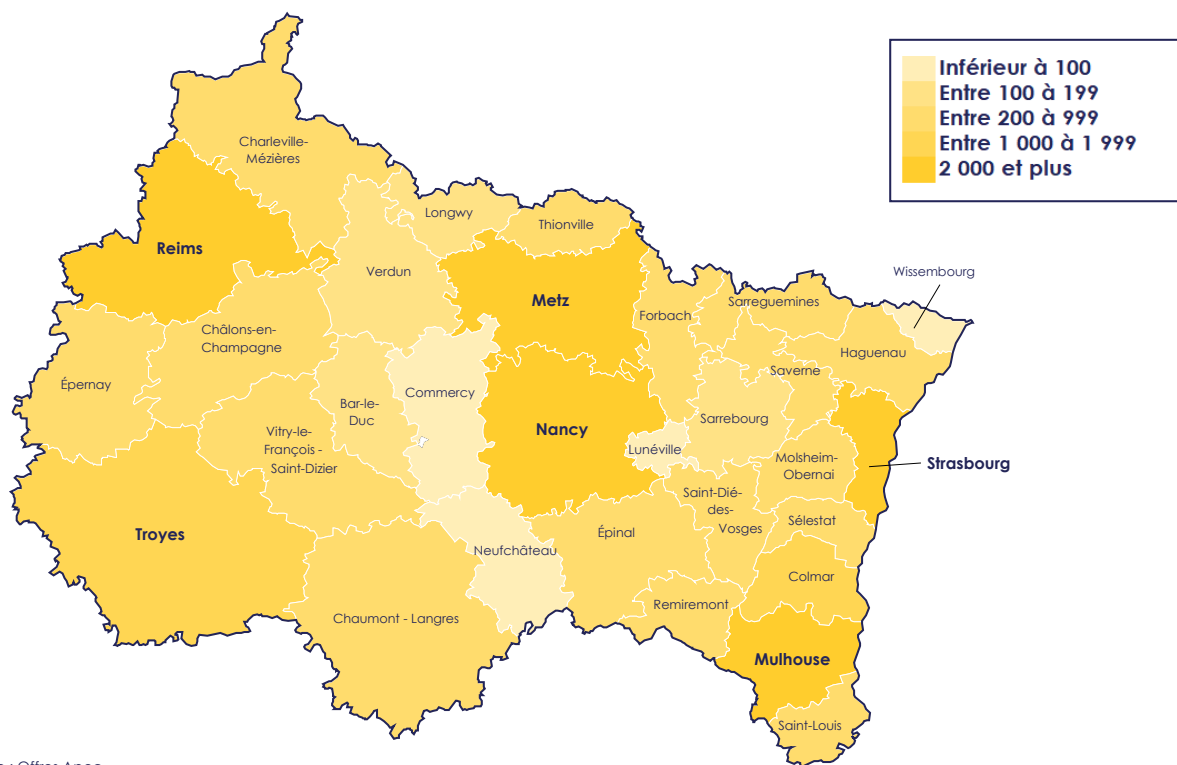 Inférieur à 100
Entre 100 à 199
Entre 200 à 999
Entre 1 000 à 1 999
2 000 et plus
Charleville-
Mézières
Longwy
Thionville
Reims
Verdun
Metz
Wissembourg
Forbach
Sarreguemines
Châlons-en-
Champagne
Haguenau
Saverne
Épernay
Commercy
Bar-le-
Duc
Sarrebourg
Vitry-le-
François -
Saint-Dizier
Nancy
Lunéville
Molsheim-
Obernai
Strasbourg
Saint-Dié-
des-
Vosges
Sélestat
Troyes
Épinal
Neufchâteau
Colmar
Remiremont
Chaumont - Langres
Mulhouse
Saint-Louis
: Offres Apec